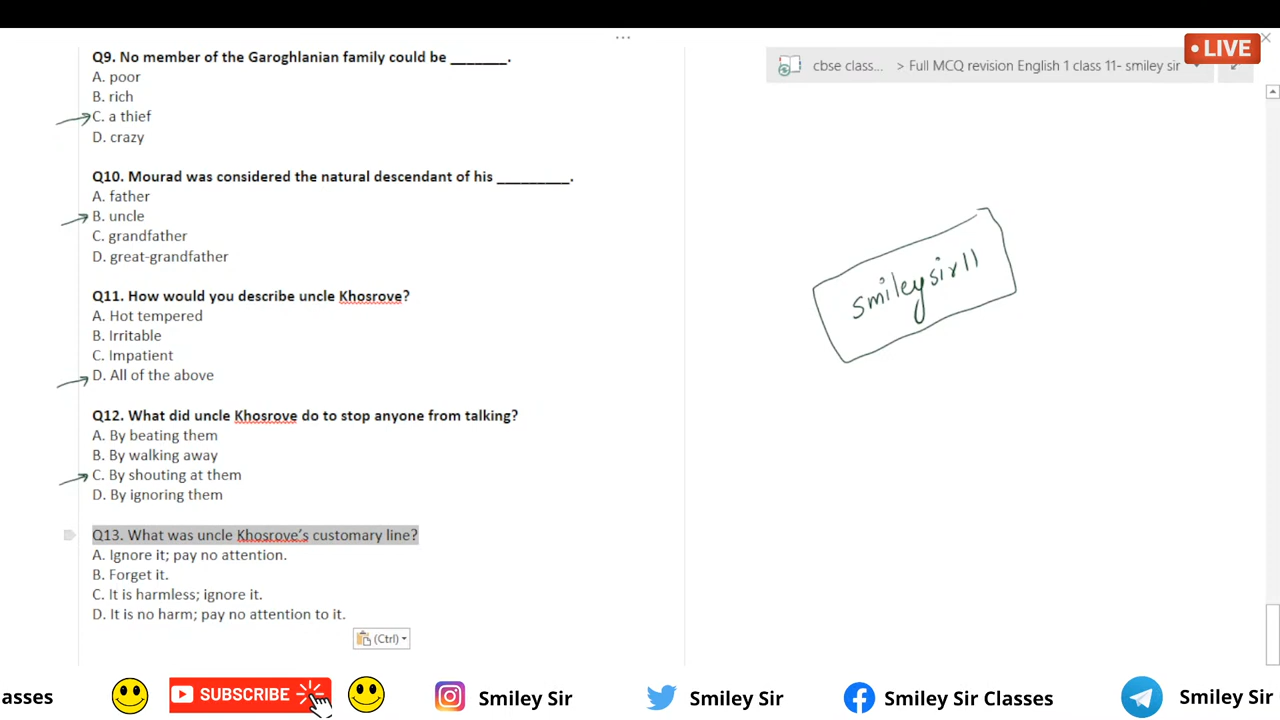 • LIVE
cbse class... > Full MCQ revision English 1 class 11- smiley sir
Q9. No member of the Garoghlanian family could be _______.
A. poor
B. rich
C. a thief
D. crazy
Q10. Mourad was considered the natural descendant of his _________.
A. father
B. uncle
C. grandfather
D. great-grandfather
Q11. How would you describe uncle Khosrove?
A. Hot tempered
B. Irritable
C. Impatient
D. All of the above
Q12. What did uncle Khosrove do to stop anyone from talking?
A. By beating them
B. By walking away
C. By shouting at them
D. By ignoring them
Q13. What was uncle Khosrove’s customary line?
A. Ignore it; pay no attention.
B. Forget it.
C. It is harmless; ignore it.
D. It is no harm; pay no attention to it.
(Ctrl)
smileysir11
lasses SUBSCRIBE Smiley Sir Smiley Sir Smiley Sir Classes Smiley Sir